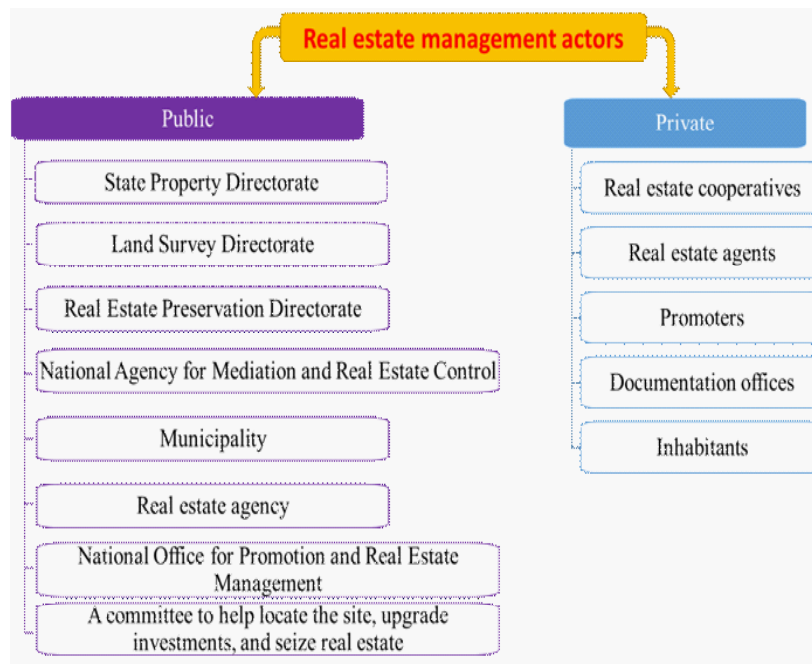 Real estate management actors
Public
State Property Directorate
Land Survey Directorate
Real Estate Preservation Directorate
National Agency for Mediation and Real Estate Control
Municipality
Real estate agency
National Office for Promotion and Real Estate
Management
A committee to help locate the site, upgrade
investments, and seize real estate
Private
Real estate cooperatives
Real estate agents
Promoters
Documentation offices
Inhabitants